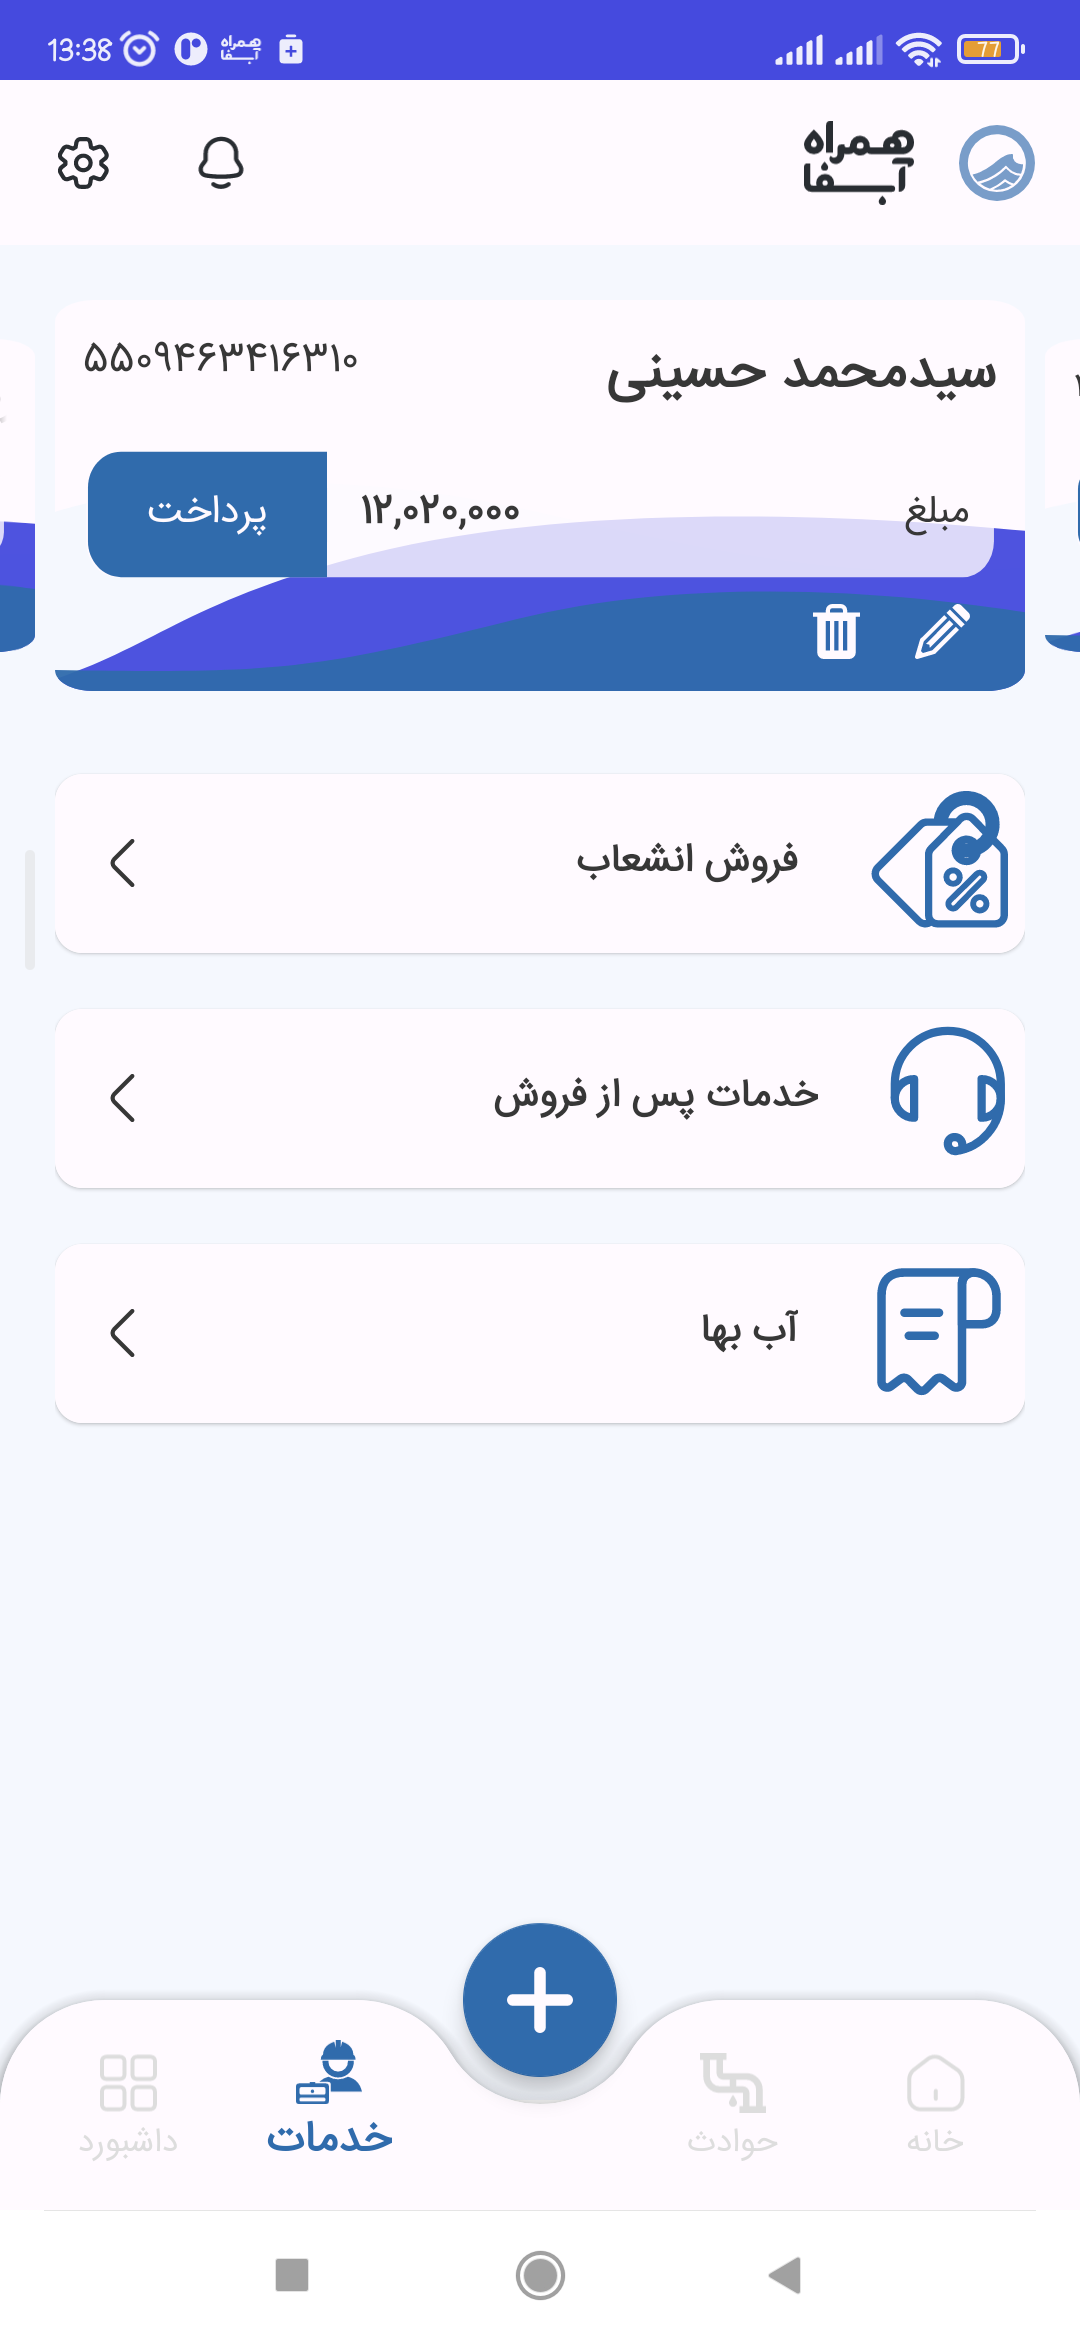 13:38
همراه
آبفا
77
همراه
آبفا
سیدمحمد حسینی
۵۵۰۹۴۶۳۴۱۶۳۱۰
مبلغ
۱۲,۰۲۰,۰۰۰
پرداخت
فروش انشعاب
خدمات پس از فروش
آب بها
خانه
حوادث
خدمات
داشبورد